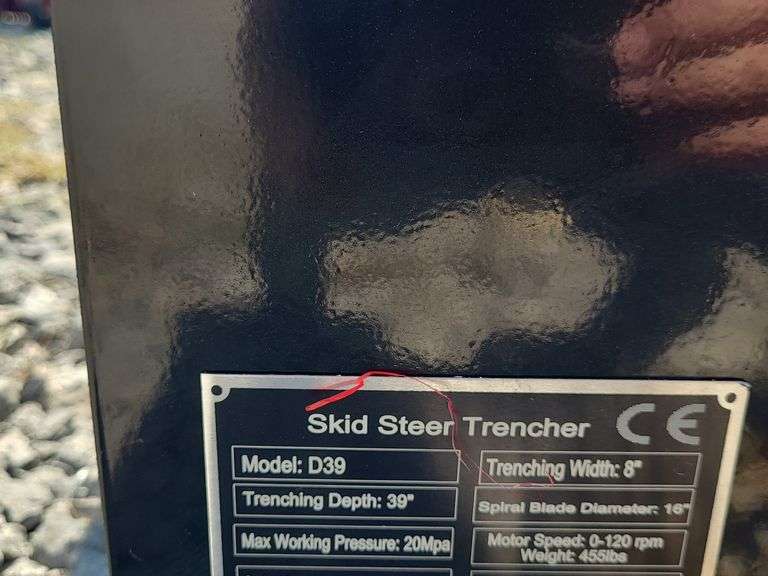 Skid Steer Trencher CE
Model: D39
Trenching Width: 8"
Trenching Depth: 39"
Spiral Blade Diameter: 16"
Max Working Pressure: 20Mpa
Motor Speed: 0-120 rpm
Weight: 455lbs